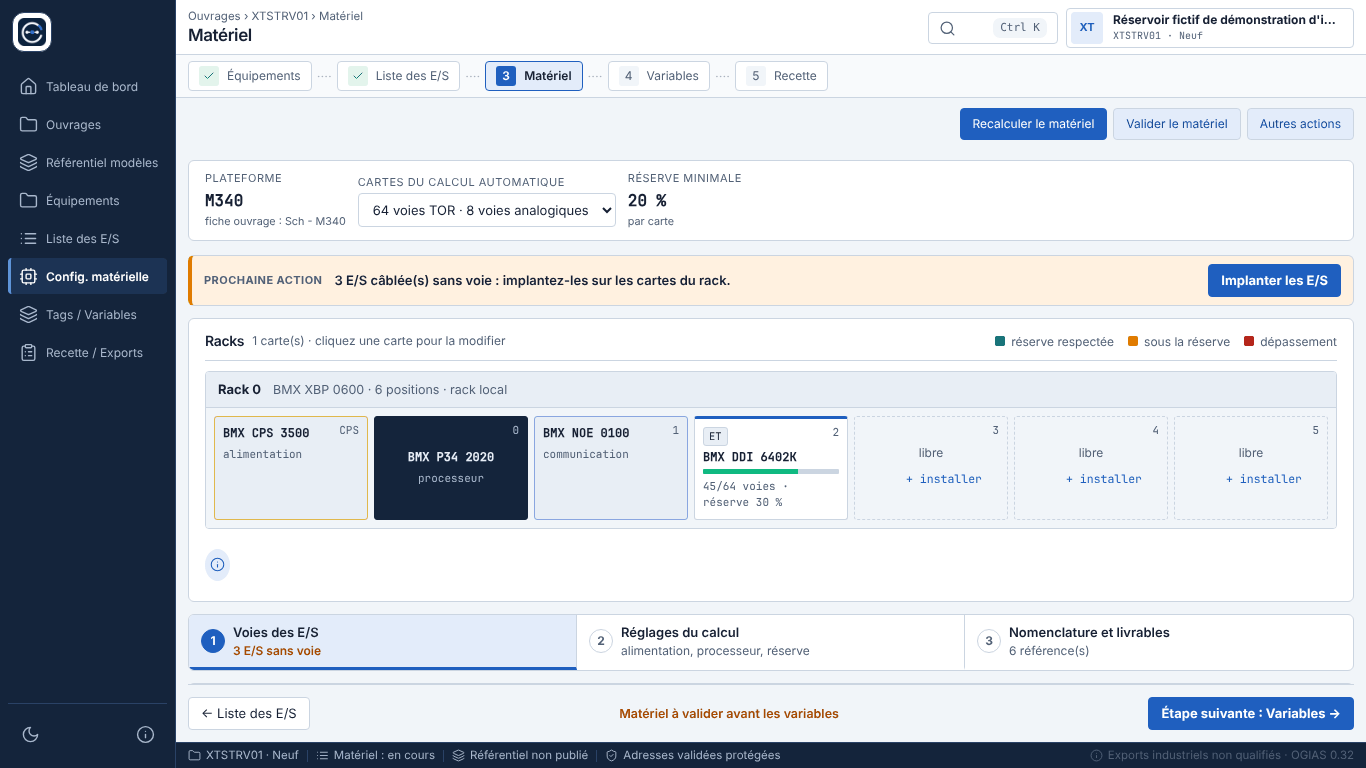 Ouvrages › XTSTRV01 › Matériel
Matériel
Ctrl K
XT
Réservoir fictif de démonstration d'i...
XTSTRV01 · Neuf
Tableau de bord
Ouvrages
Référentiel modèles
Équipements
Liste des E/S
Config. matérielle
Tags / Variables
Recette / Exports
Équipements
Liste des E/S
3 Matériel
4 Variables
5 Recette
Recalculer le matériel
Valider le matériel
Autres actions
PLATEFORME
M340
fiche ouvrage : Sch - M340
CARTES DU CALCUL AUTOMATIQUE
64 voies TOR · 8 voies analogiques
RÉSERVE MINIMALE
20 %
par carte
PROCHAINE ACTION 3 E/S câblée(s) sans voie : implantez-les sur les cartes du rack.
Implanter les E/S
Racks 1 carte(s) · cliquez une carte pour la modifier
réserve respectée
sous la réserve
dépassement
Rack 0 BMX XBP 0600 · 6 positions · rack local
BMX CPS 3500 CPS
alimentation
0
BMX P34 2020
processeur
BMX NOE 0100 1
communication
ET 2
BMX DDI 6402K
45/64 voies ·
réserve 30 %
3
libre
+ installer
4
libre
+ installer
5
libre
+ installer
1 Voies des E/S
3 E/S sans voie
2 Réglages du calcul
alimentation, processeur, réserve
3 Nomenclature et livrables
6 référence(s)
← Liste des E/S
Matériel à valider avant les variables
Étape suivante : Variables →
XTSTRV01 · Neuf
Matériel : en cours
Référentiel non publié
Adresses validées protégées
Exports industriels non qualifiés · OGIAS 0.32